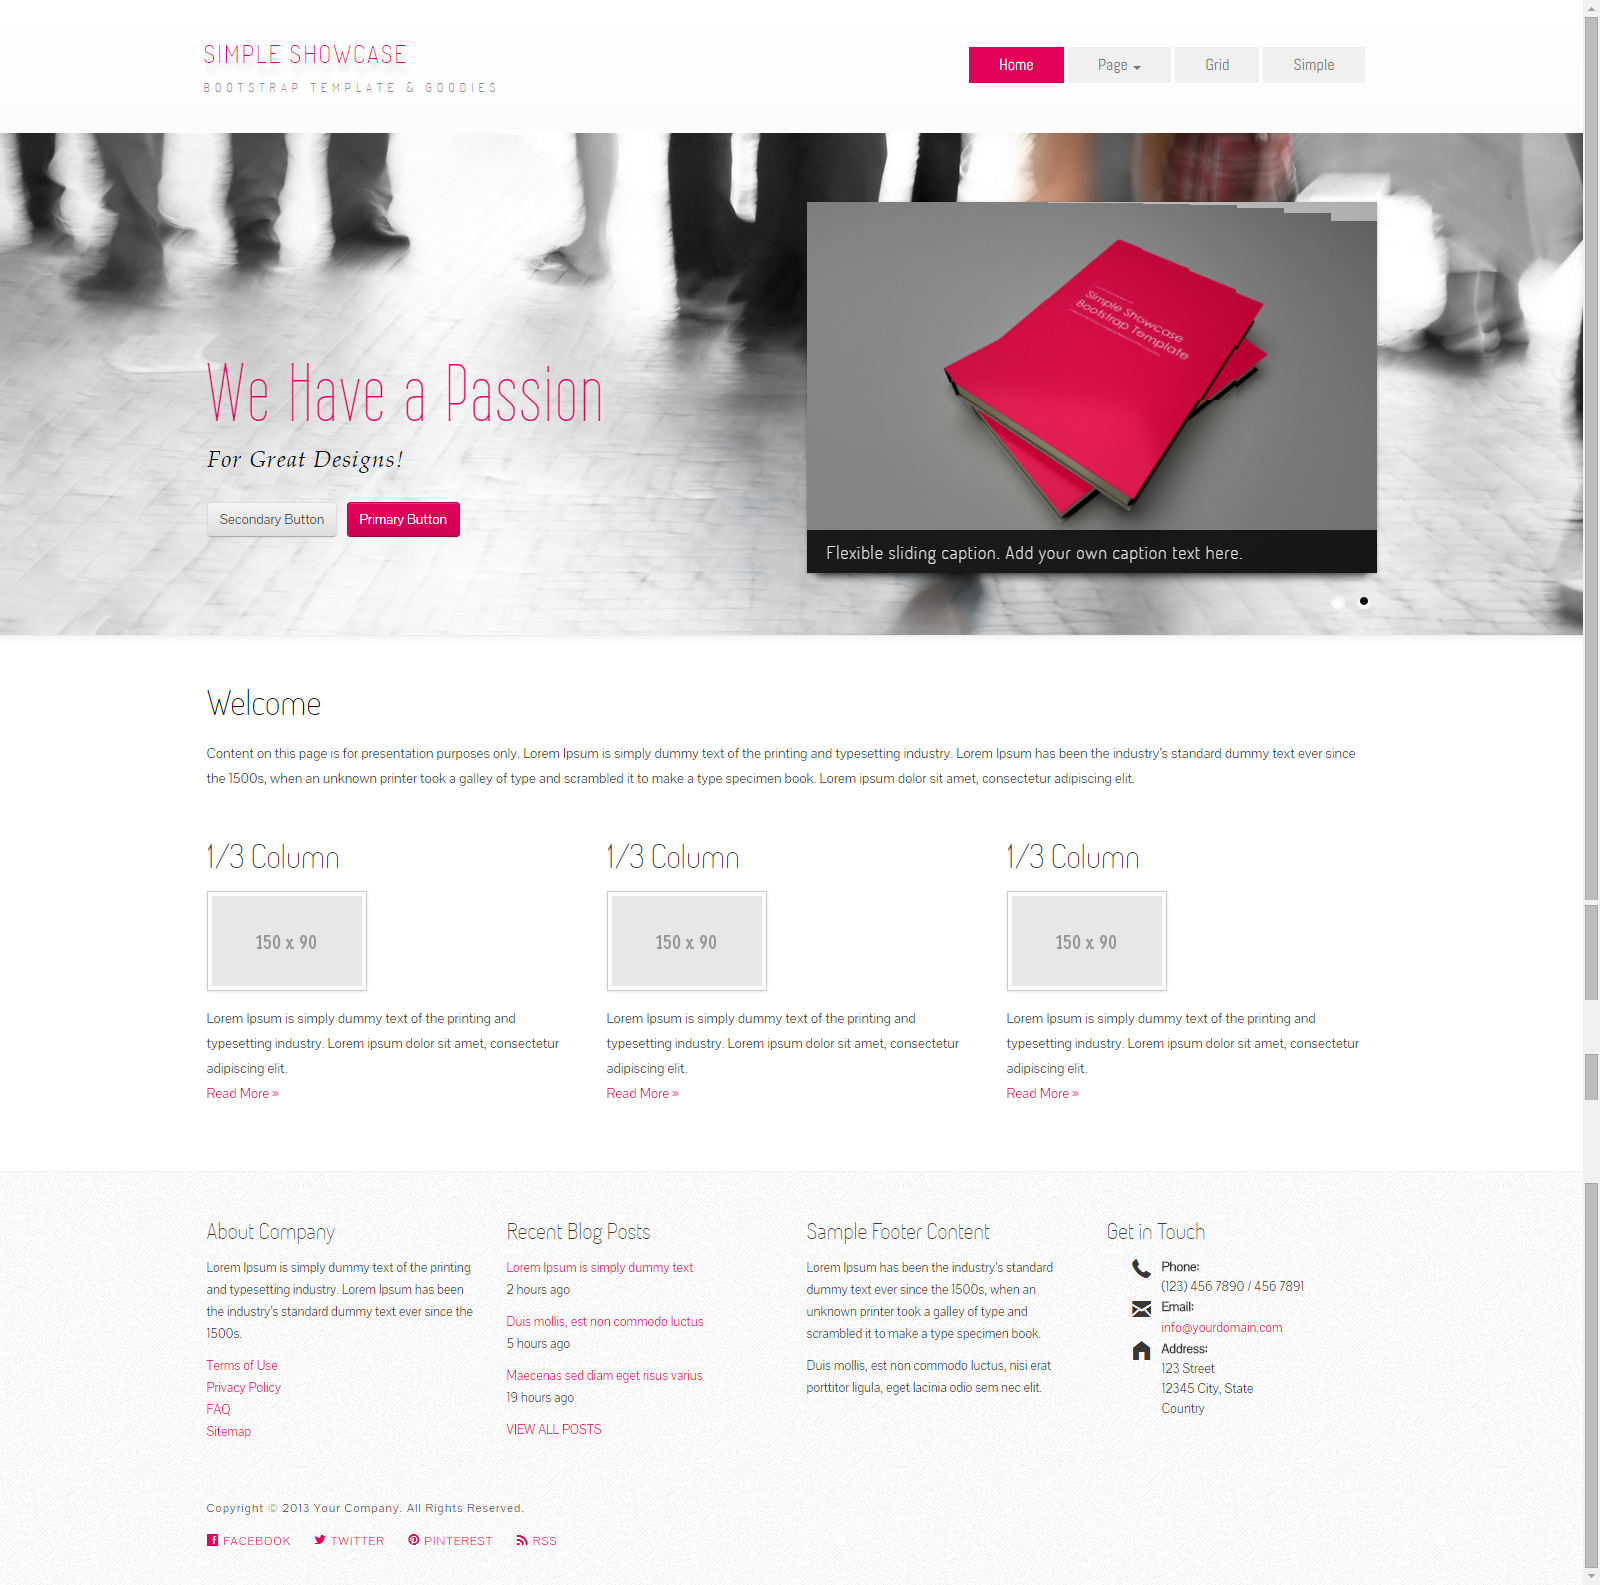 SIMPLE SHOWCASE
BOOTSTRAP TEMPLATE & GOODIES
Home
Page
Grid
Simple
Simple Showcase
Bootstrap Template
We Have a Passion
For Great Designs!
Secondary Button
Primary Button
Flexible sliding caption. Add your own caption text here.
Welcome
Content on this page is for presentation purposes only. Lorem Ipsum is simply dummy text of the printing and typesetting industry. Lorem Ipsum has been the industry's standard dummy text ever since
the 1500s, when an unknown printer took a galley of type and scrambled it to make a type specimen book. Lorem ipsum dolor sit amet, consectetur adipiscing elit.
1/3 Column
150 x 90
Lorem Ipsum is simply dummy text of the printing and
typesetting industry. Lorem ipsum dolor sit amet, consectetur
adipiscing elit.
Read More »
1/3 Column
150 x 90
Lorem Ipsum is simply dummy text of the printing and
typesetting industry. Lorem ipsum dolor sit amet, consectetur
adipiscing elit.
Read More »
1/3 Column
150 x 90
Lorem Ipsum is simply dummy text of the printing and
typesetting industry. Lorem ipsum dolor sit amet, consectetur
adipiscing elit.
Read More »
About Company
Lorem Ipsum is simply dummy text of the printing
and typesetting industry. Lorem Ipsum has been
the industry's standard dummy text ever since the
1500s.
Terms of Use
Privacy Policy
FAQ
Sitemap
Recent Blog Posts
Lorem Ipsum is simply dummy text
2 hours ago
Duis mollis, est non commodo luctus
5 hours ago
Maecenas sed diam eget risus varius
19 hours ago
VIEW ALL POSTS
Sample Footer Content
Lorem Ipsum has been the industry's standard
dummy text ever since the 1500s, when an
unknown printer took a galley of type and
scrambled it to make a type specimen book.
Duis mollis, est non commodo luctus, nisi erat
porttitor ligula, eget lacinia odio sem nec elit.
Get in Touch
Phone:
(123) 456 7890 / 456 7891
Email:
info@yourdomain.com
Address:
123 Street
12345 City, State
Country
Copyright © 2013 Your Company. All Rights Reserved.
FACEBOOK
TWITTER
PINTEREST
RSS